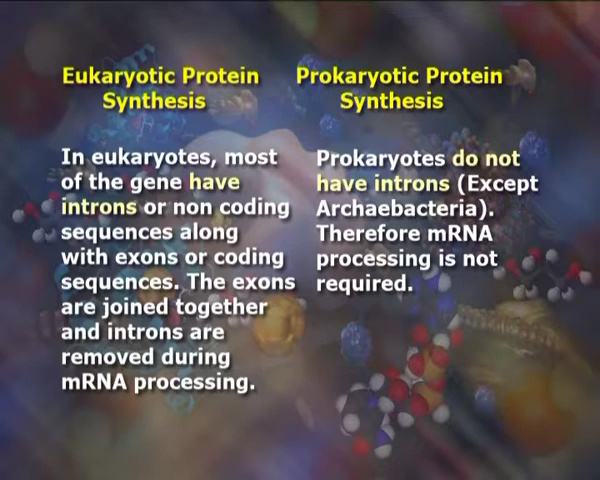 Eukaryotic Protein
Synthesis
In eukaryotes, most
of the gene have
introns or non coding
sequences along
with exons or coding
sequences. The exons
are joined together
and introns are
removed during
mRNA processing.
Prokaryotic Protein
Synthesis
Prokaryotes do not
have introns (Except
Archaebacteria).
Therefore mRNA
processing is not
required.